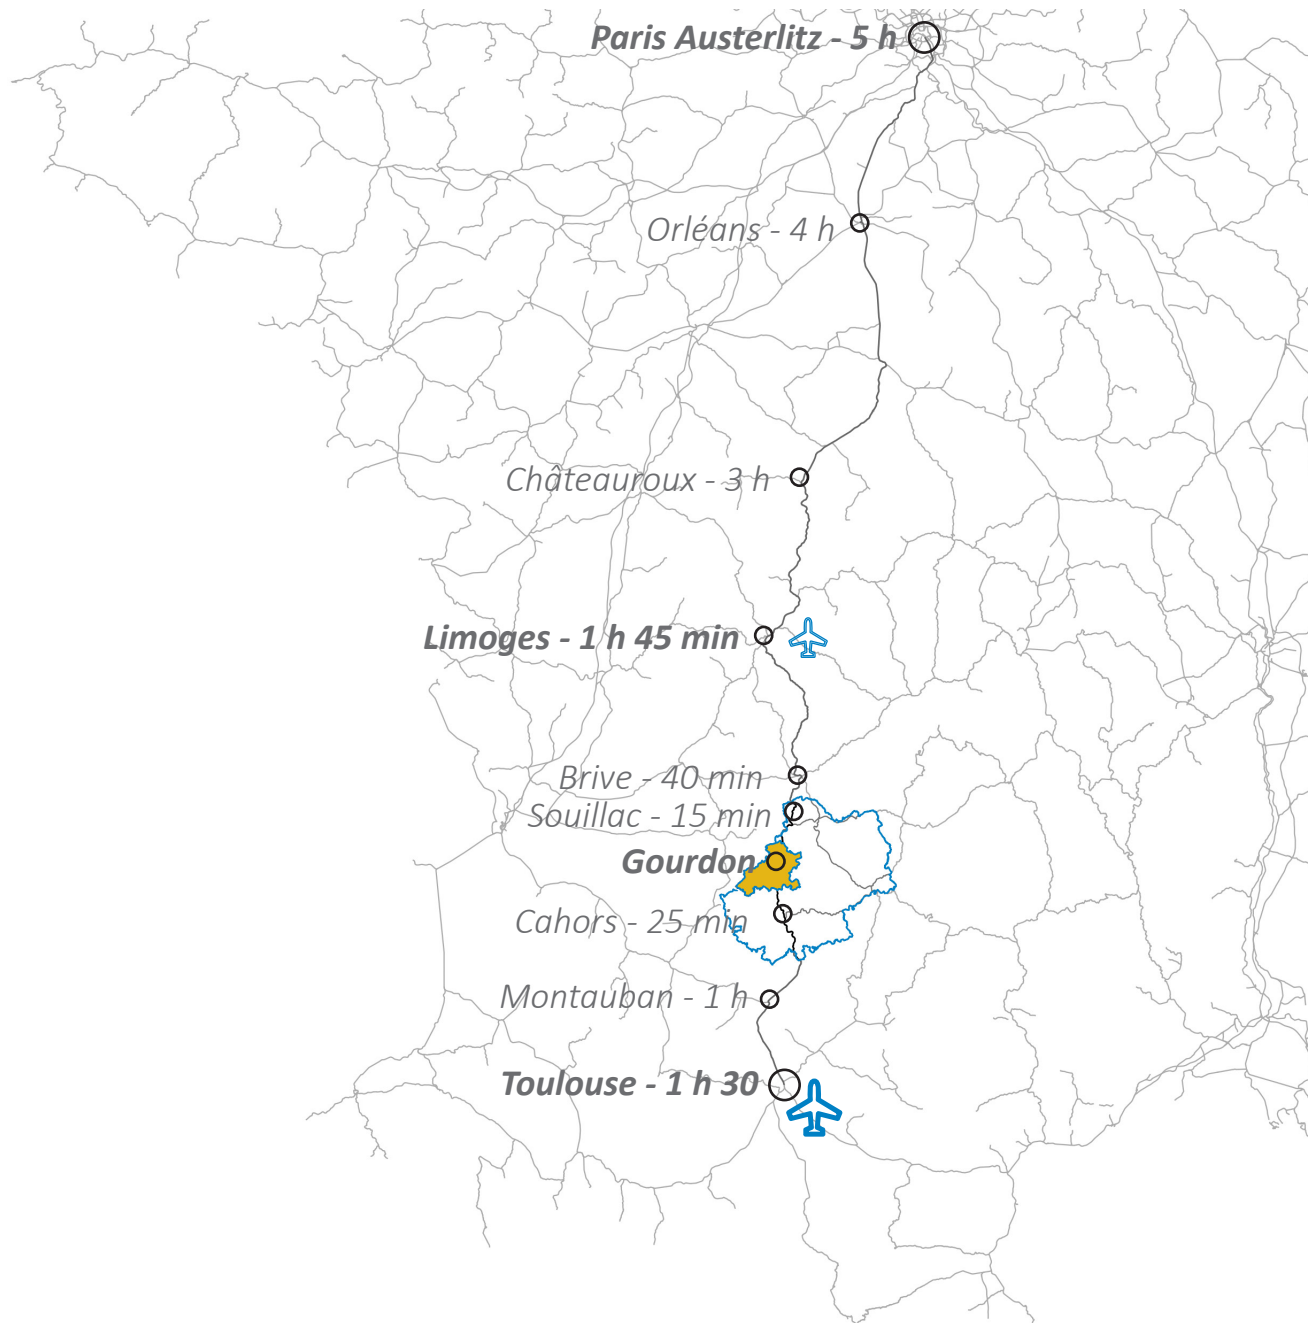 Paris Austerlitz - 5 h
Orléans - 4 h
Châteauroux - 3 h
Limoges - 1 h 45 min
Brive - 40 min
Souillac - 15 min
Gourdon
Cahors - 25 min
Montauban - 1 h
Toulouse - 1 h 30